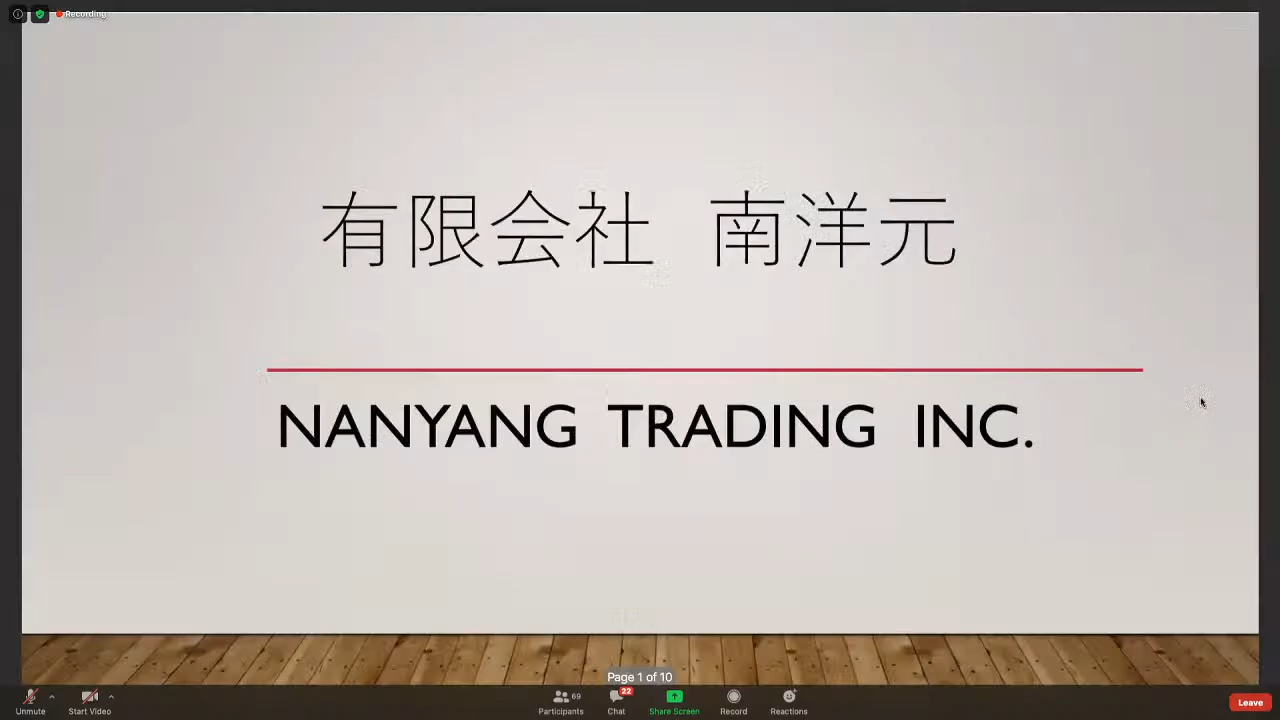 Recording
有限会社 南洋元
NANYANG TRADING INC.
Page 1 of 10
Unmute
Start Video
Participants
69
Chat
22
Share Screen
Record
Reactions
Leave